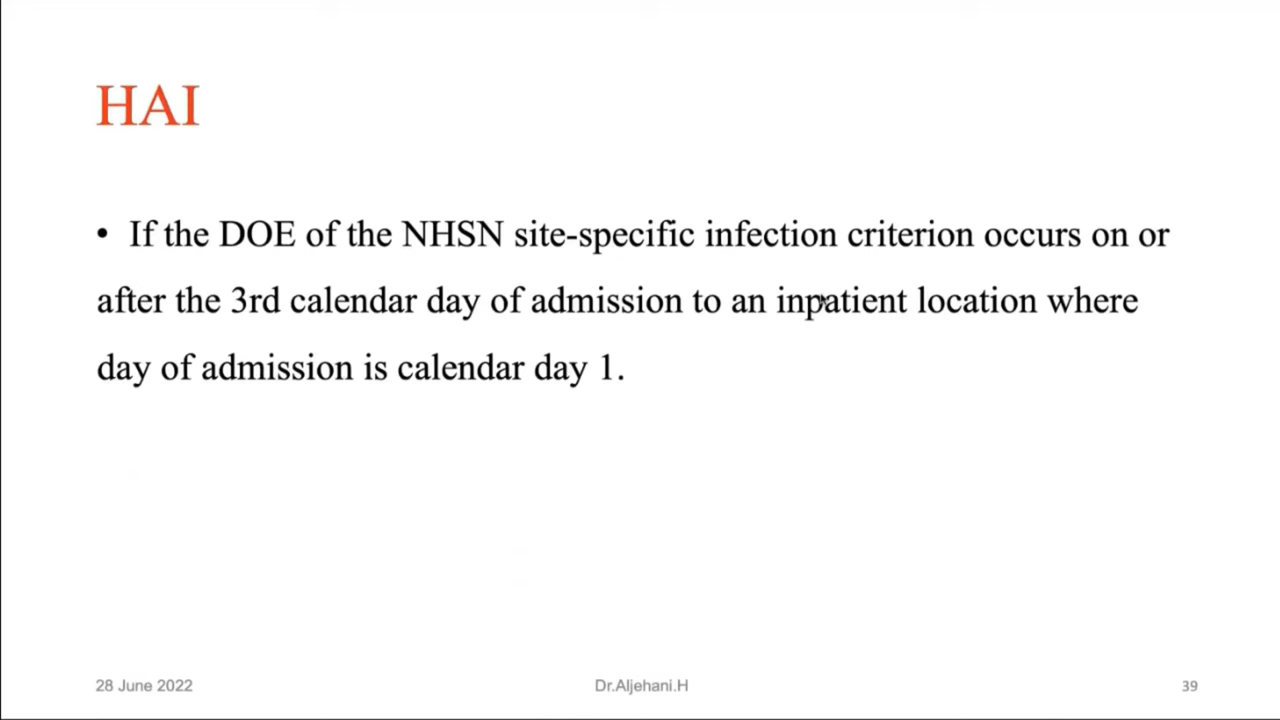 HAI
• If the DOE of the NHSN site-specific infection criterion occurs on or
after the 3rd calendar day of admission to an inpatient location where
day of admission is calendar day 1.
28 June 2022
Dr.Aljehani.H
39